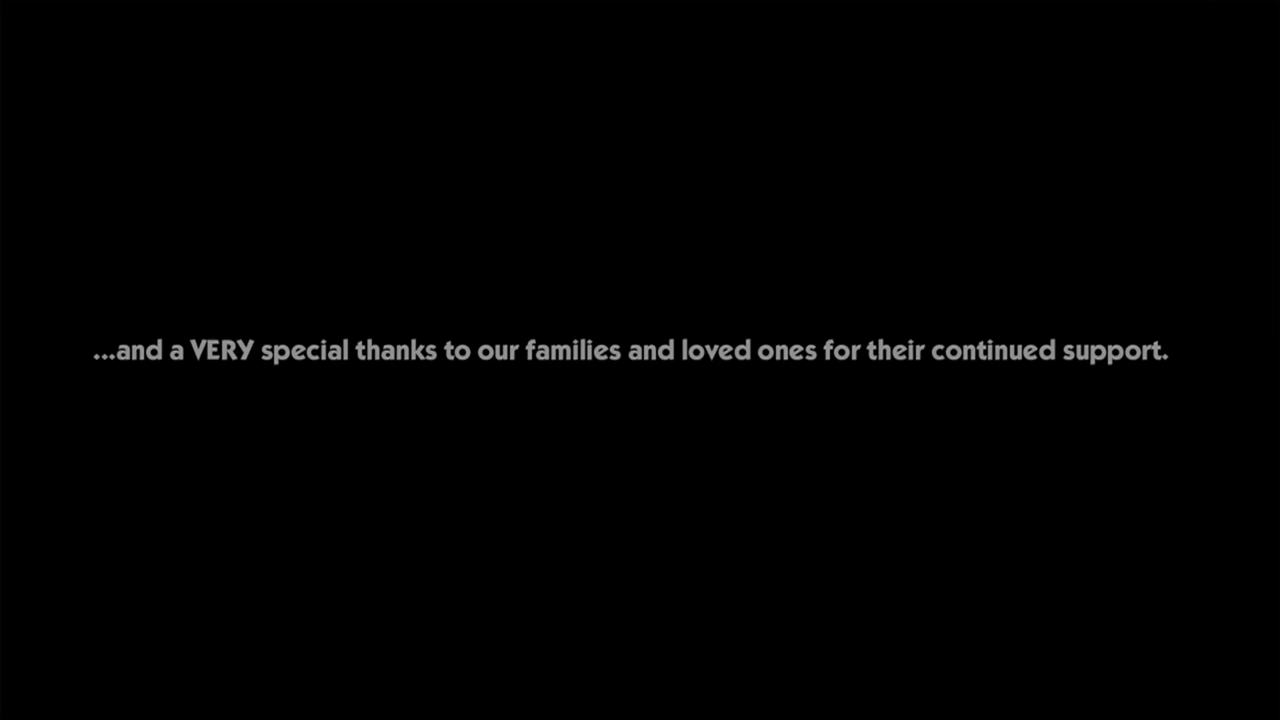 ...and a VERY special thanks to our families and loved ones for their continued support.